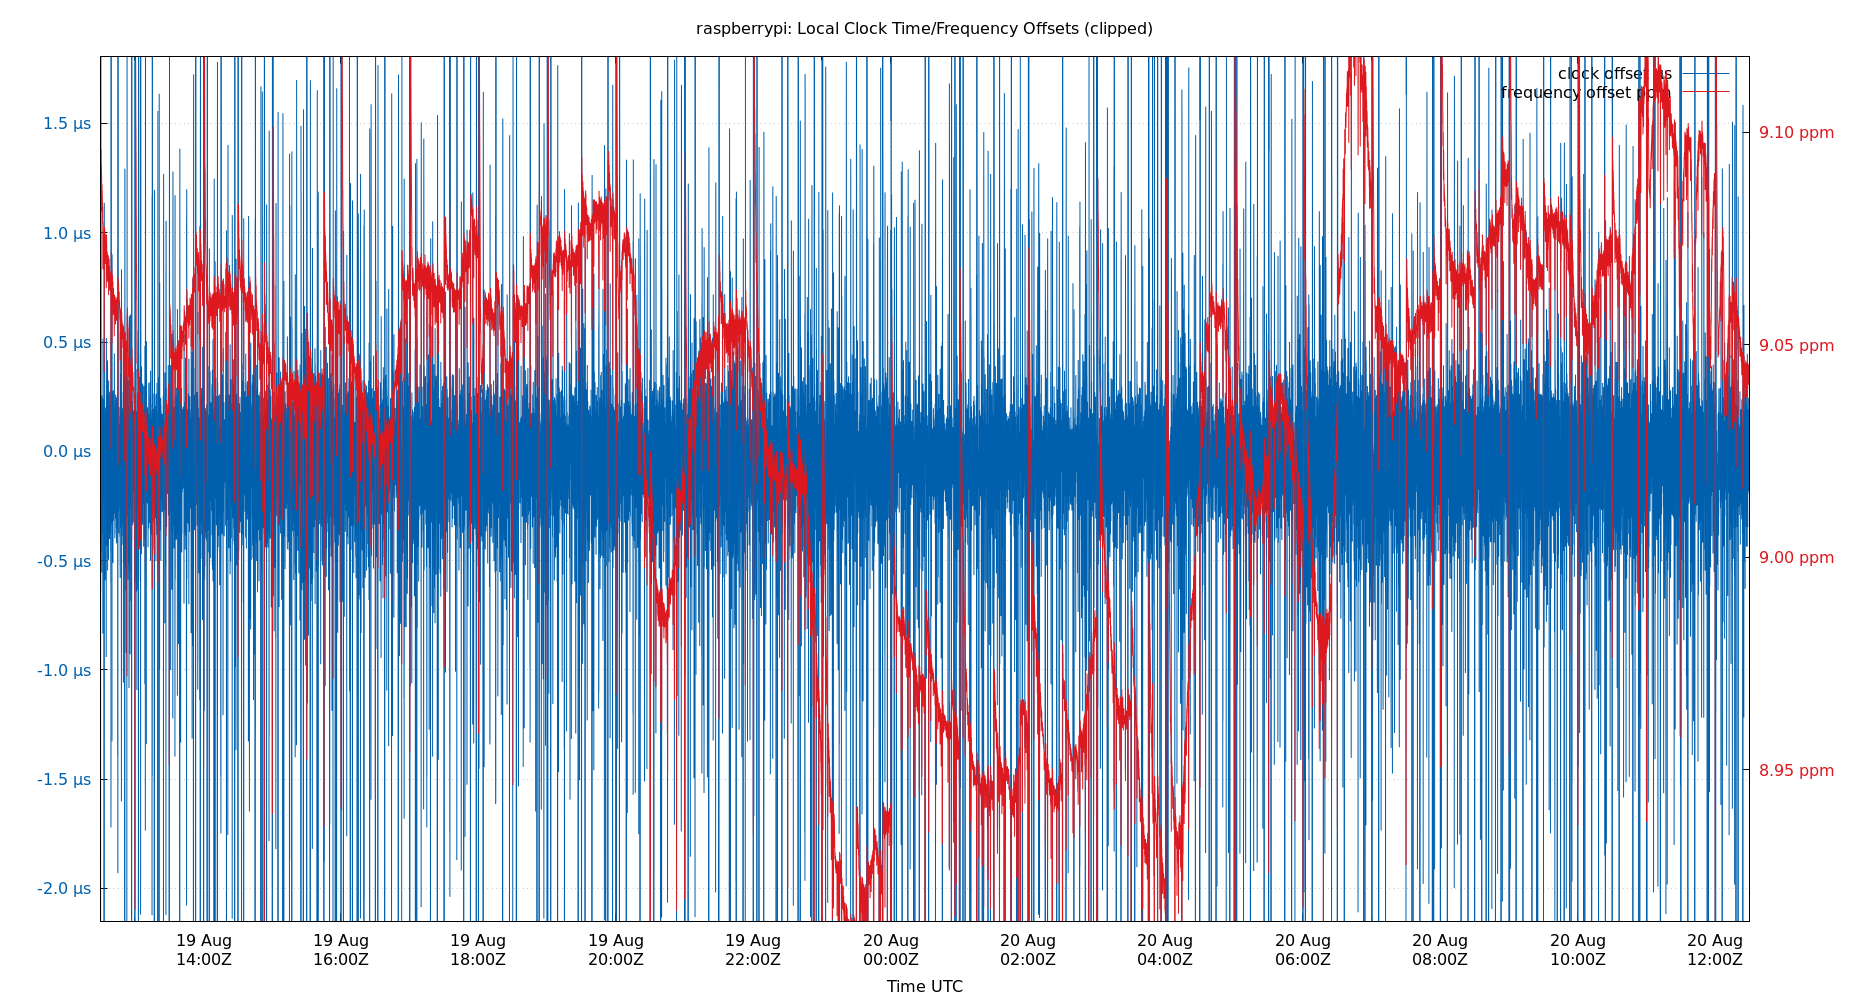 raspberrypi: Local Clock Time/Frequency Offsets (clipped)
clock offset
frequency offset
1.5 µs
1.0 µs
0.5 µs
0.0 µs
-0.5 µs
-1.0 µs
-1.5 µs
-2.0 µs
9.10 ppm
9.05 ppm
9.00 ppm
8.95 ppm
19 Aug 19 Aug 19 Aug 19 Aug 19 Aug 20 Aug 20 Aug 20 Aug 20 Aug 20 Aug 20 Aug 20 Aug
14:00Z 16:00Z 18:00Z 20:00Z 22:00Z 00:00Z 02:00Z 04:00Z 06:00Z 08:00Z 10:00Z 12:00Z
Time UTC